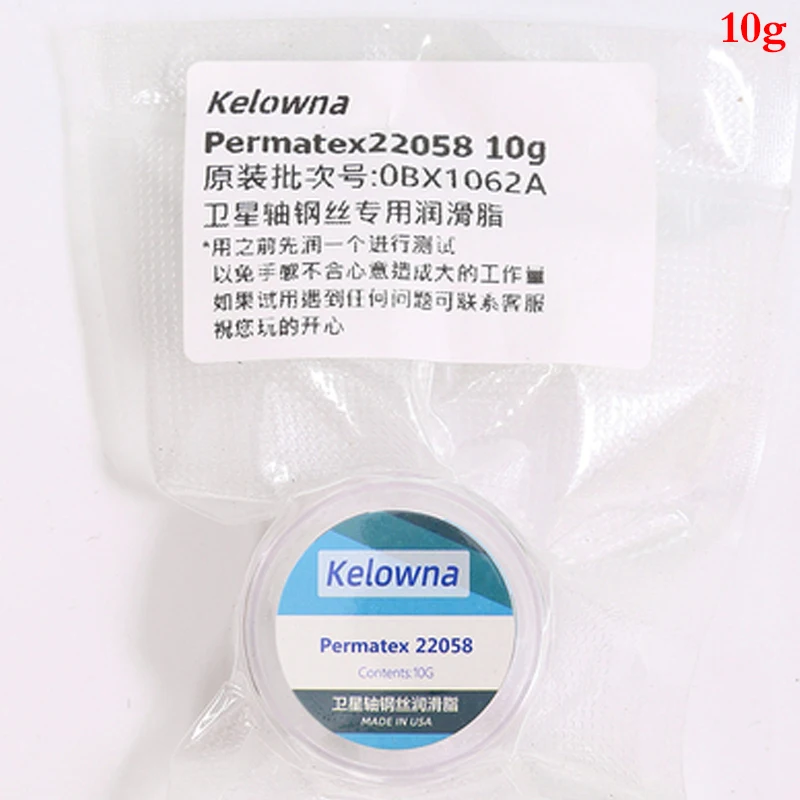 10g
Kelowna
Permatex22058 10g
原装批次号:0BX1062A
卫星轴钢丝专用润滑脂
*用之前先润一个进行测试
以免手感不合心意造成大的工作量
如果试用遇到任何问题可联系客服
祝您玩的开心
Kelowna
Permatex 22058
Contents:10G
卫星轴钢丝润滑脂
MADE IN USA